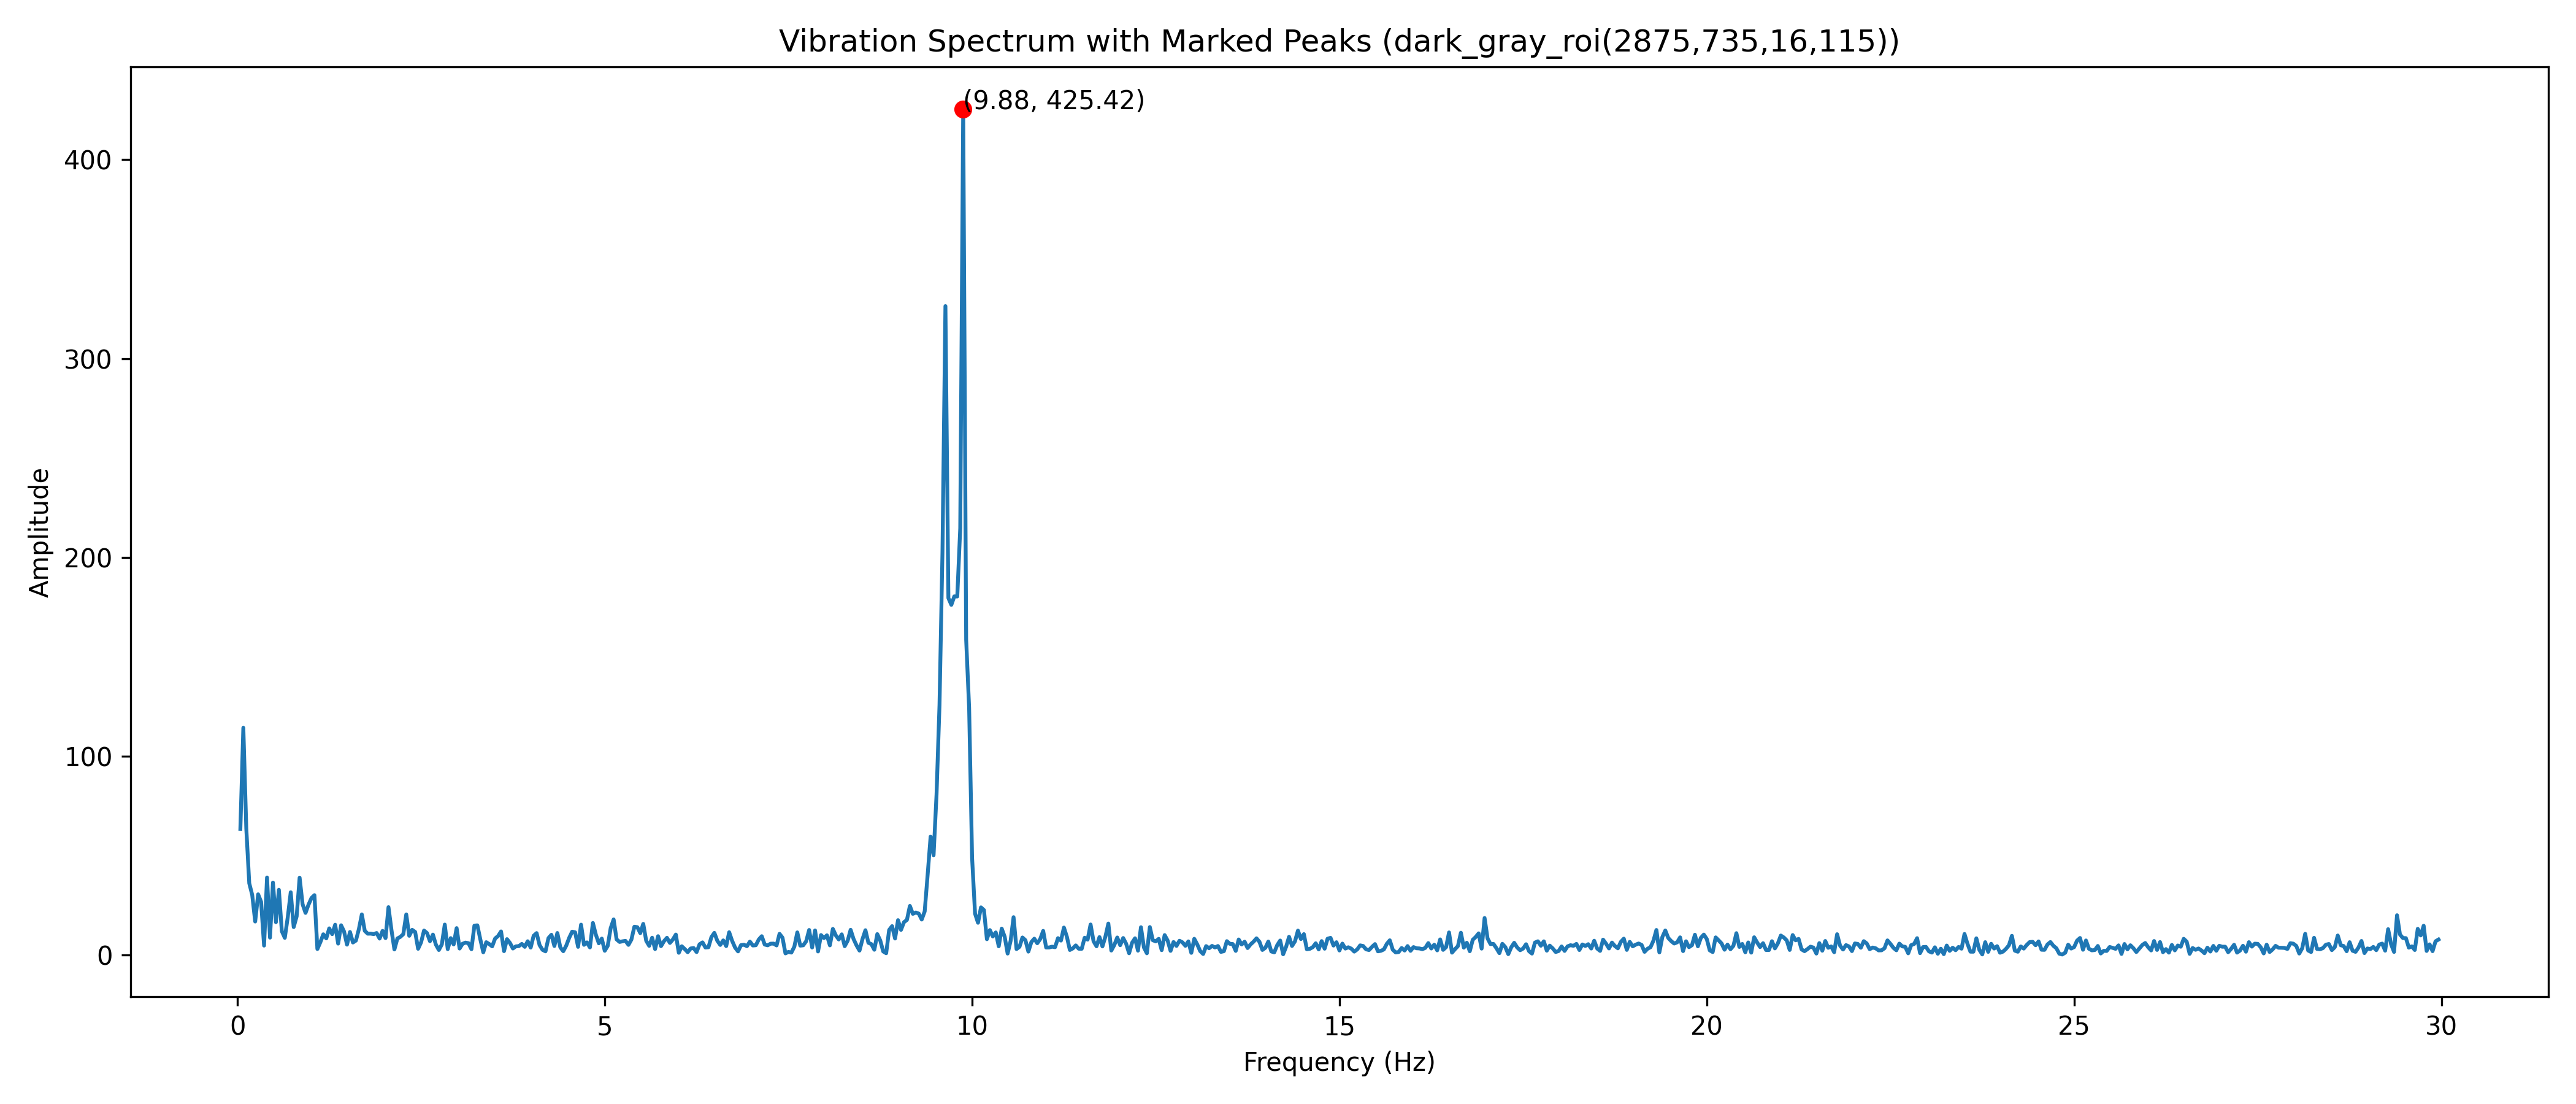 Vibration Spectrum with Marked Peaks (dark_gray_roi(2875,735,16,115))
(9.88, 425.42)
400
300
200
100
0
Amplitude
0 5 10 15 20 25 30
Frequency (Hz)